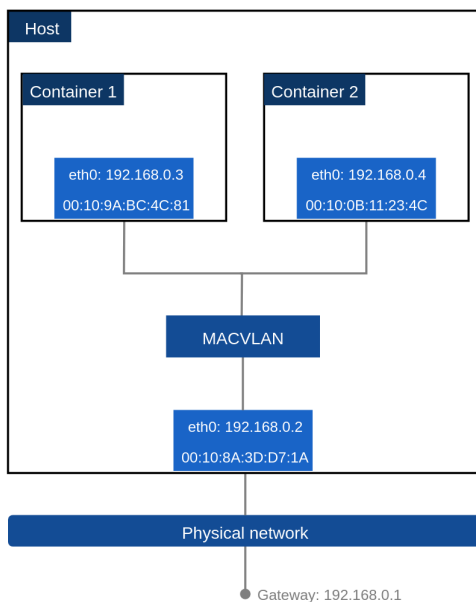 Host
Container 1
Container 2
eth0: 192.168.0.3
00:10:9A:BC:4C:81
eth0: 192.168.0.4
00:10:0B:11:23:4C
MACVLAN
eth0: 192.168.0.2
00:10:8A:3D:D7:1A
Physical network
Gateway: 192.168.0.1